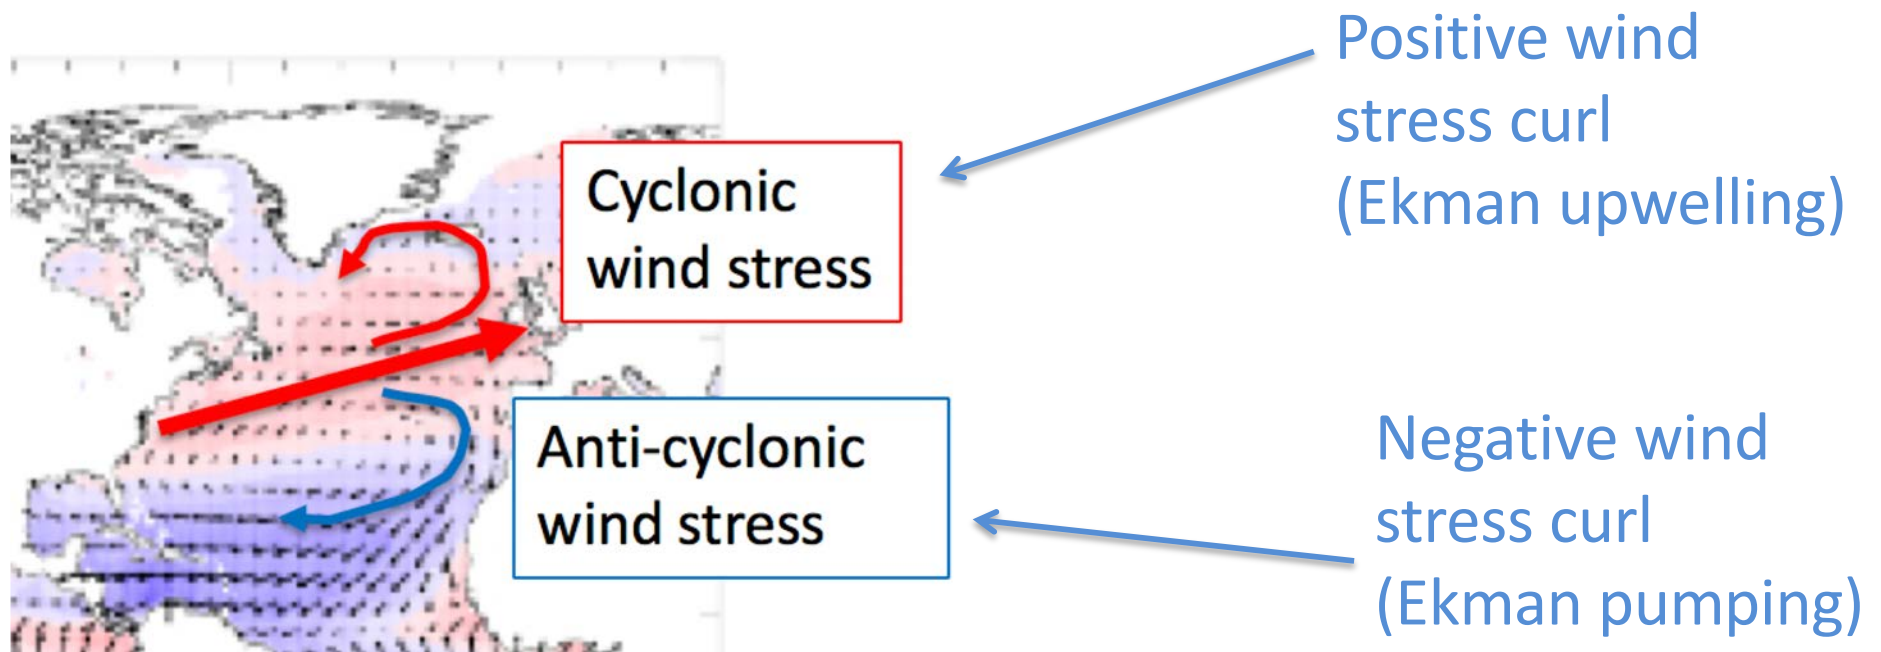 Positive wind
stress curl
(Ekman upwelling)
Cyclonic
wind stress
Anti-cyclonic
wind stress
Negative wind
stress curl
(Ekman pumping)